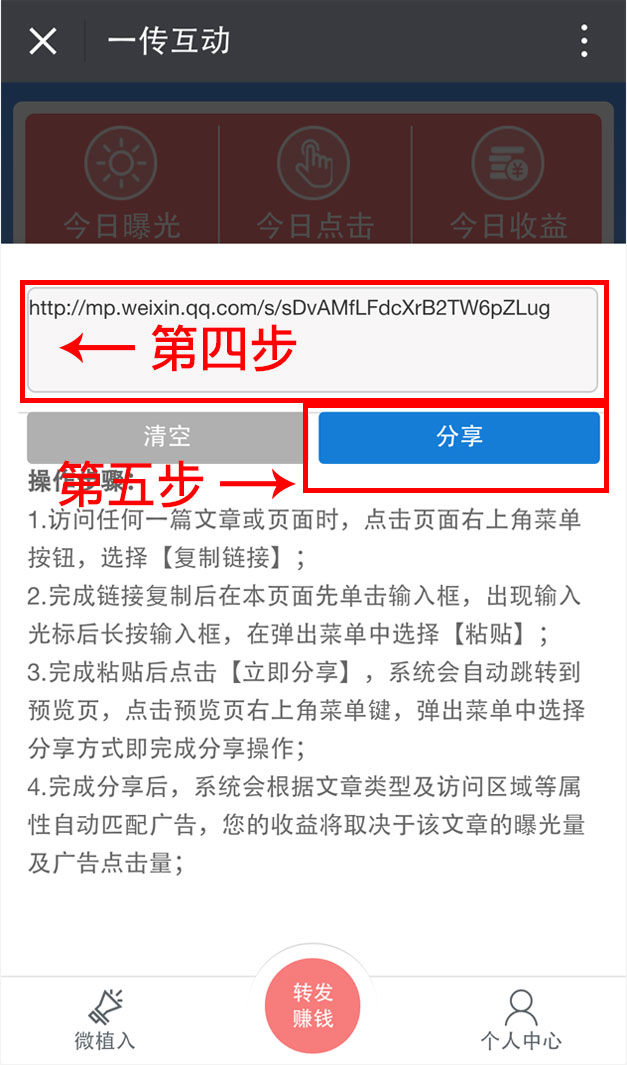 一传互动
今日曝光
今日点击
今日收益
http://mp.weixin.qq.com/s/sDvAMfLFdcXrB2TW6pZLug
第四步
清空
分享
第五步
操作步骤：
1.访问任何一篇文章或页面时，点击页面右上角菜单
按钮，选择【复制链接】；
2.完成链接复制后在本页面先单击输入框，出现输入
光标后长按输入框，在弹出菜单中选择【粘贴】；
3.完成粘贴后点击【立即分享】，系统会自动跳转到
预览页，点击预览页右上角菜单键，弹出菜单中选择
分享方式即完成分享操作；
4.完成分享后，系统会根据文章类型及访问区域等属
性自动匹配广告，您的收益将取决于该文章的曝光量
及广告点击量；
微植入
转发
赚钱
个人中心